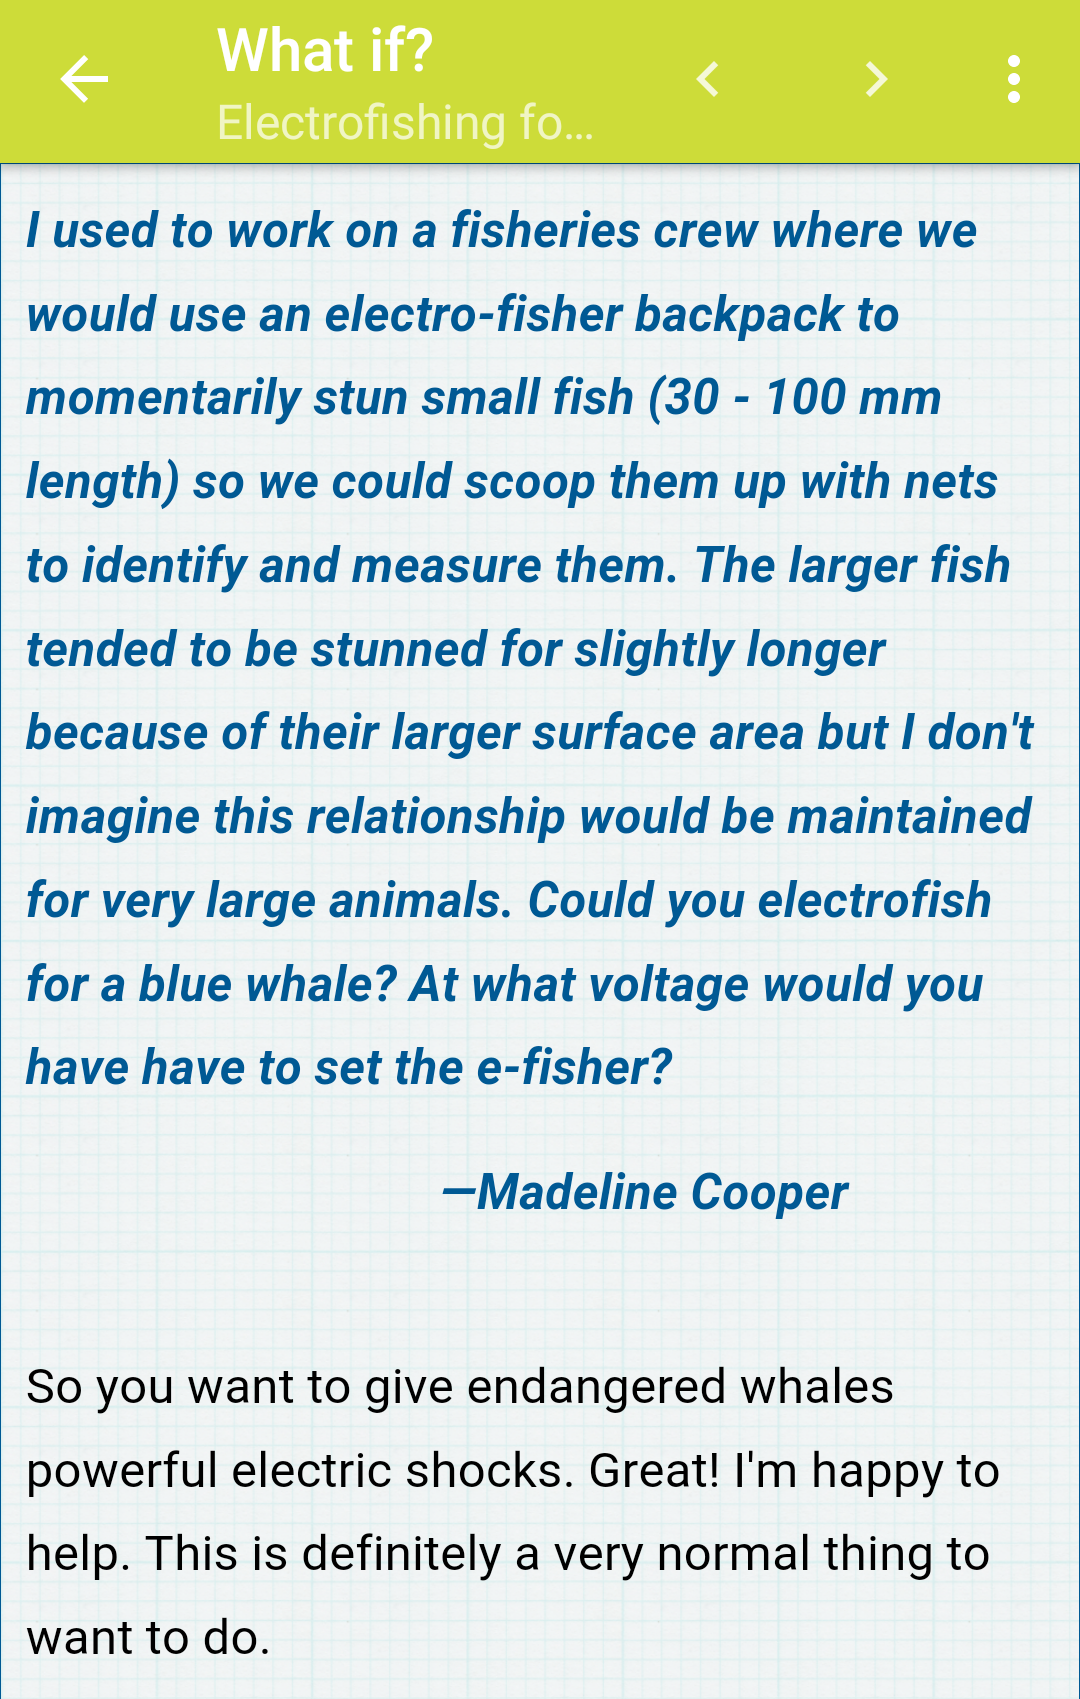 What if?
Electrofishing fo...
I used to work on a fisheries crew where we
would use an electro-fisher backpack to
momentarily stun small fish (30 - 100 mm
length) so we could scoop them up with nets
to identify and measure them. The larger fish
tended to be stunned for slightly longer
because of their larger surface area but I don't
imagine this relationship would be maintained
for very large animals. Could you electrofish
for a blue whale? At what voltage would you
have have to set the e-fisher?
—Madeline Cooper
So you want to give endangered whales
powerful electric shocks. Great! I'm happy to
help. This is definitely a very normal thing to
want to do.